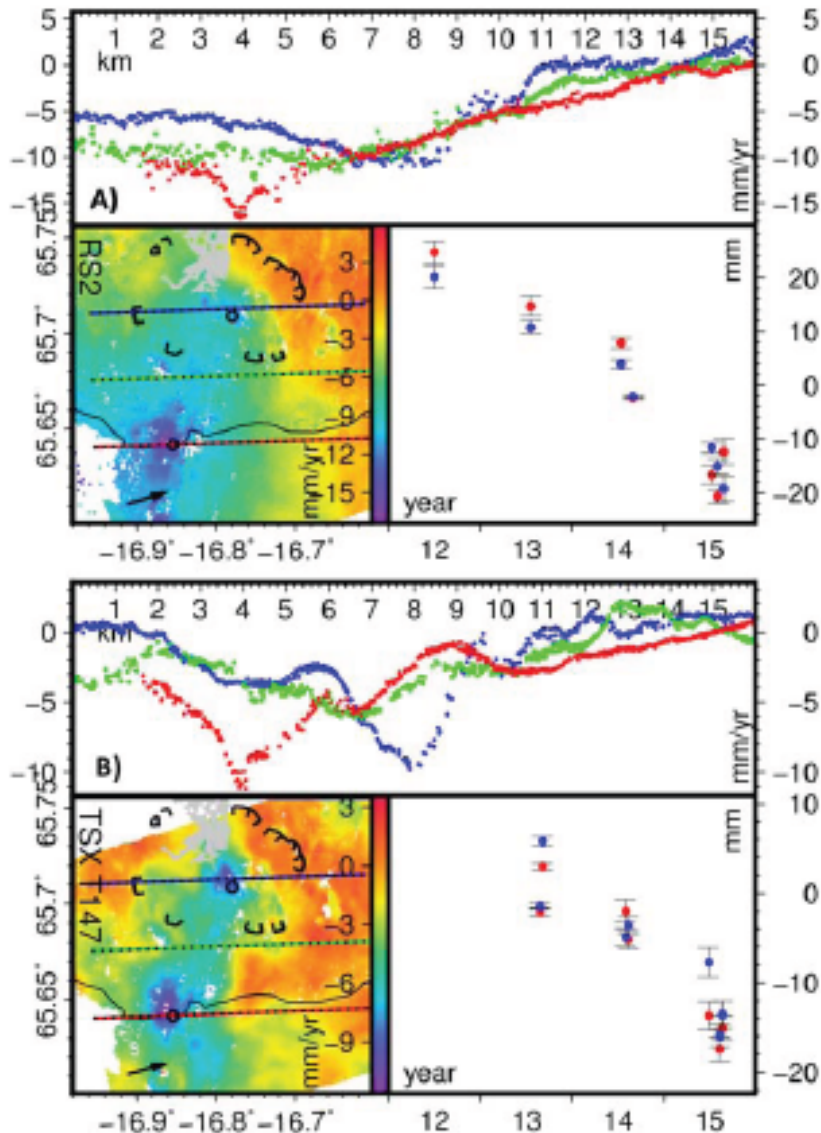 5 1 2 3 4 5 6 7 8 9 10 11 12 13 14 15 5
0 km 0
−5 −5
−10 −10
−15 A) −15 mm/yr
65.75 RS2 3 mm
0 20
65.7° −3 10
−6 0
65.65° −9 −10
−12
−15 mm/yr year −20
−16.9° −16.8° −16.7° 12 13 14 15
1 2 3 4 5 6 7 8 9 10 11 12 13 14 15
0 km 0
−5 −5
−10 B) −10 mm/yr
65.75 TSX T147 3 mm 10
65.7° 0 0
−3
65.65° −6 −10
−9 mm/yr year −20
−16.9° −16.8° −16.7° 12 13 14 15